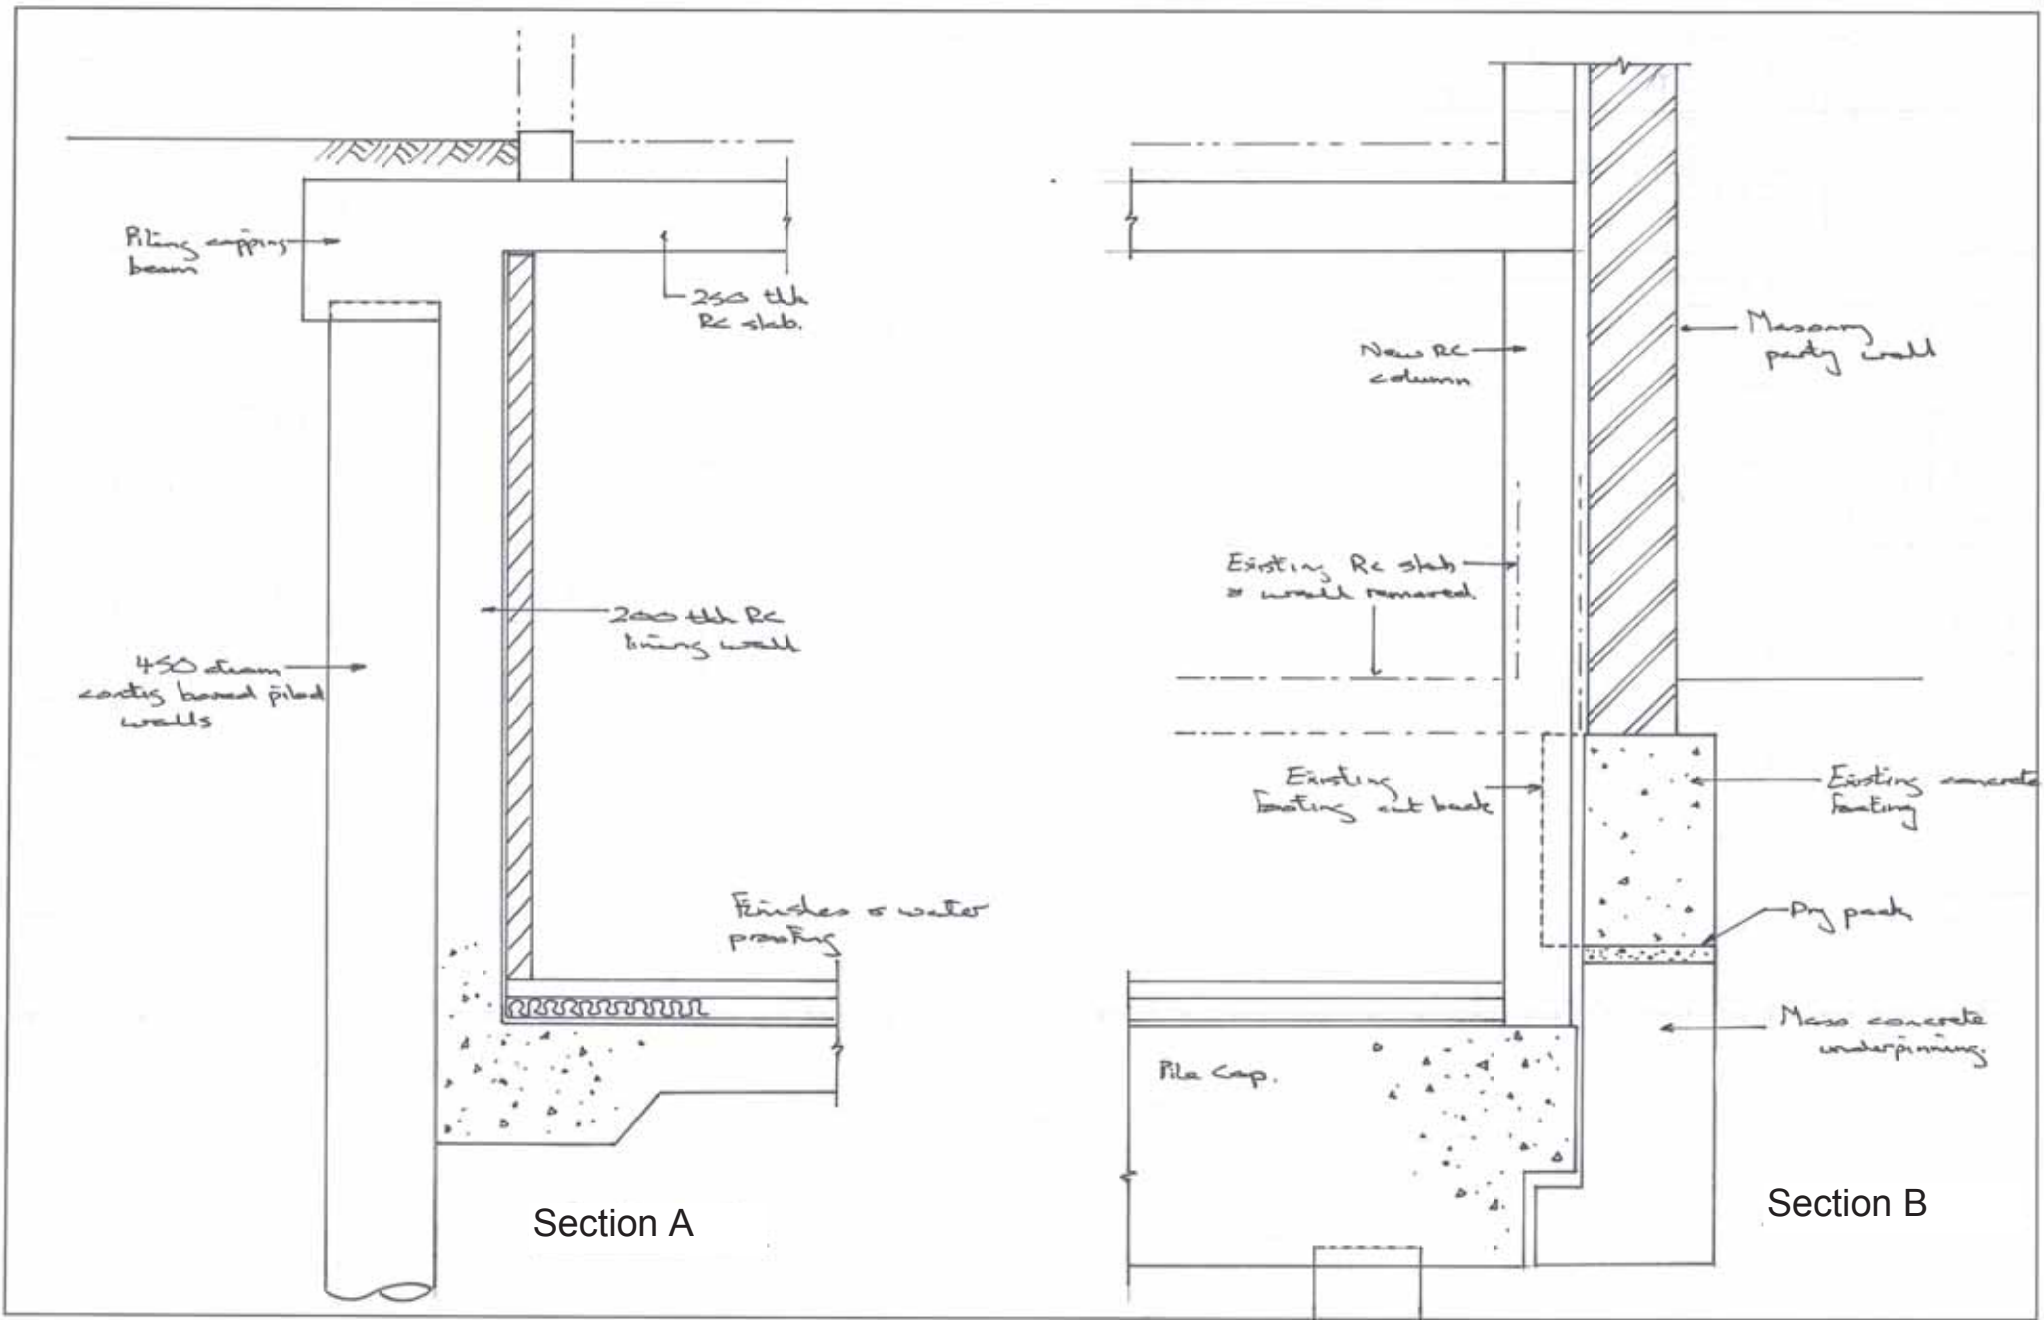 Piling capping
beam
250 thk
RC slab.
200 thk RC
lining wall
450 diam
contig bored piled
walls
Finishes & water
proofing
Section A
New RC
column
Masonry
party wall
Existing RC slab
& wall removed
Existing
footing cut back
Existing concrete
footing
Dry pack
Mass concrete
underpinning.
Pile Cap.
Section B